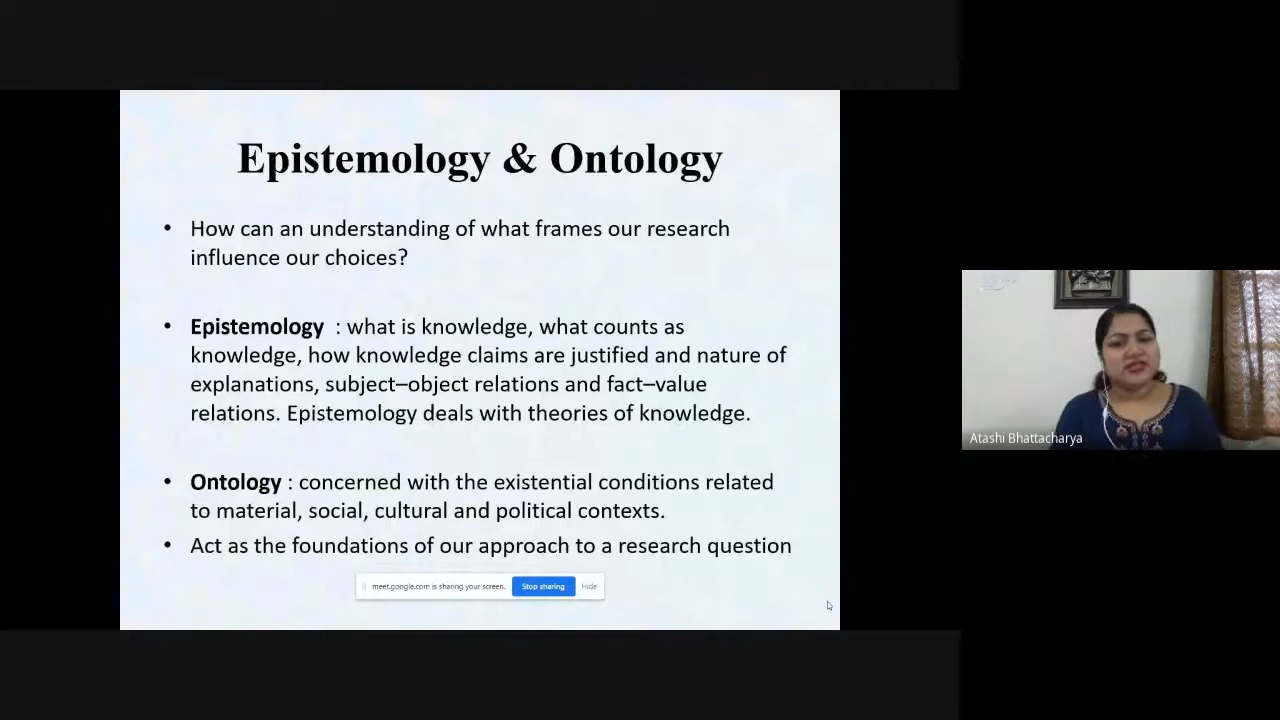 Epistemology & Ontology
• How can an understanding of what frames our research
influence our choices?
• Epistemology : what is knowledge, what counts as
knowledge, how knowledge claims are justified and nature of
explanations, subject–object relations and fact–value
relations. Epistemology deals with theories of knowledge.
• Ontology : concerned with the existential conditions related
to material, social, cultural and political contexts.
• Act as the foundations of our approach to a research question
meet.google.com is sharing your screen. Stop sharing Hide
Atashi Bhattacharya